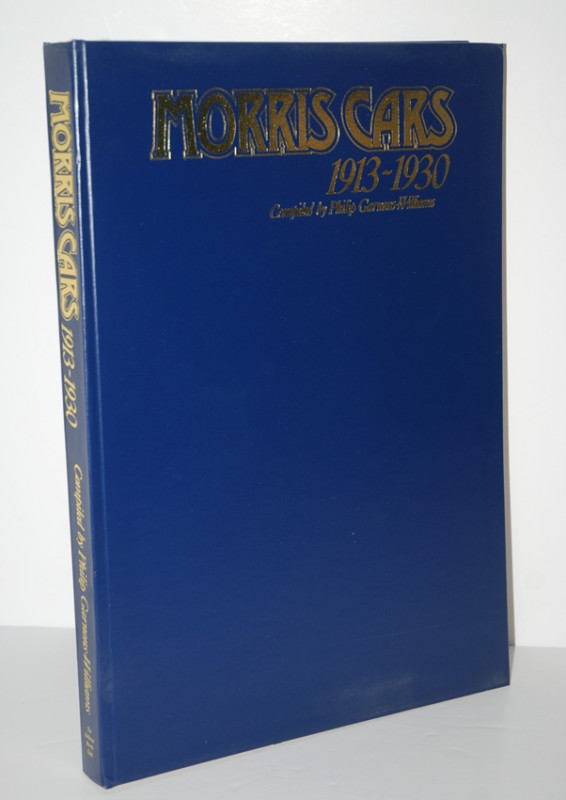 MORRIS CARS
1913-1930
Compiled by Philip Garnons-Williams
MORRIS CARS 1913-1930
Compiled by Philip Garnons-Williams